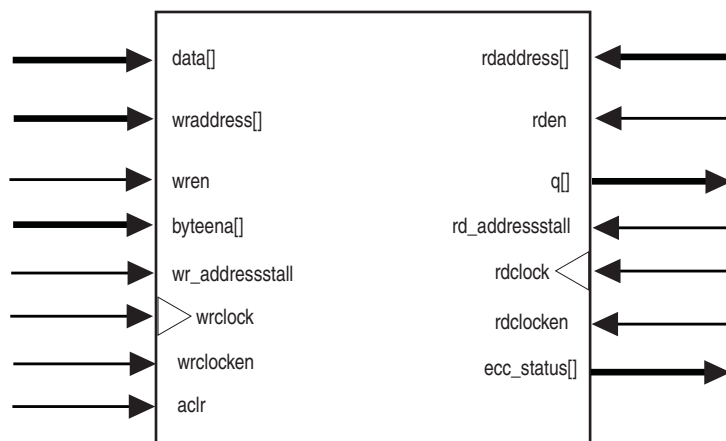 data[]
wraddress[]
wren
byteena[]
wr_addressstall
wrclock
wrclocken
aclr
rdaddress[]
rden
q[]
rd_addressstall
rdclock
rdclocken
ecc_status[]